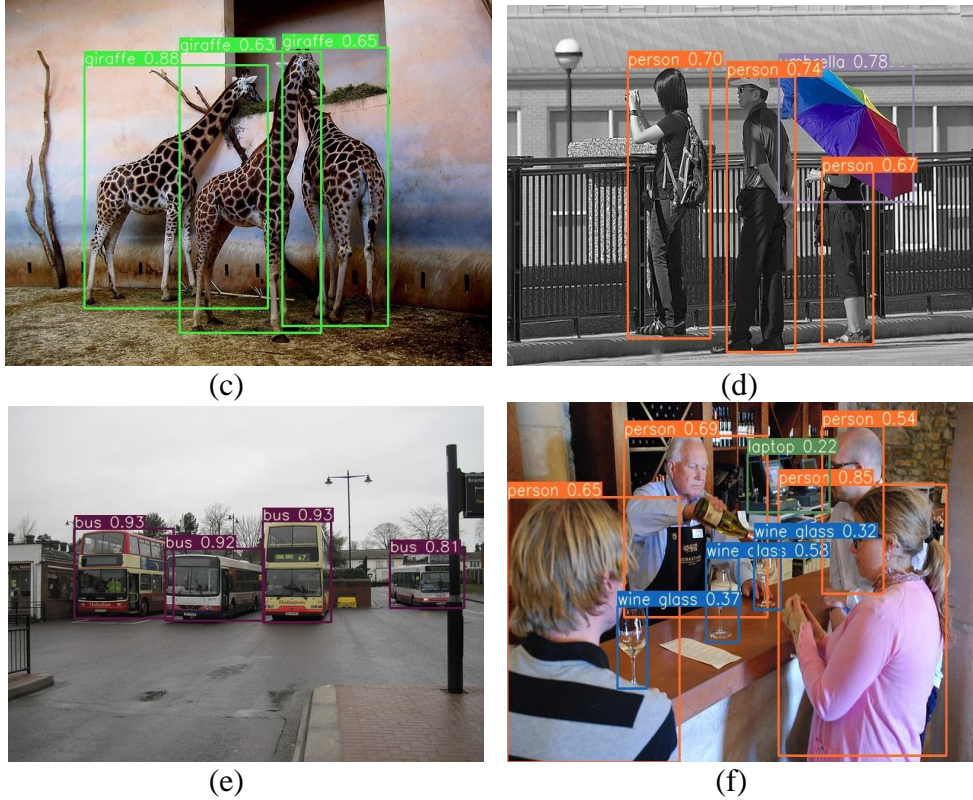 giraffe 0.88
giraffe 0.63
giraffe 0.65
(c)
person 0.70
person 0.74
umbrella 0.78
person 0.67
(d)
bus 0.93
bus 0.92
bus 0.93
bus 0.81
47
(e)
person 0.69
person 0.54
laptop 0.22
person 0.85
person 0.65
wine glass 0.32
wine glass 0.58
wine glass 0.37
(f)